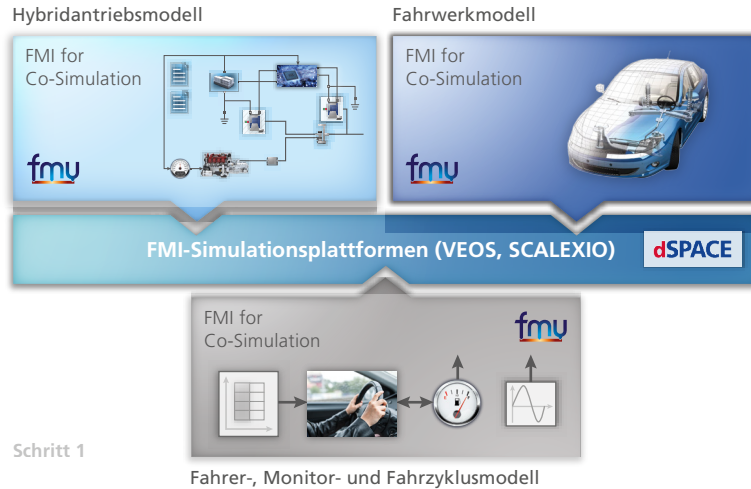 Hybridantriebsmodell
Fahrwerkmodell
FMI for
Co-Simulation
fmu
FMI for
Co-Simulation
fmu
FMI-Simulationsplattformen (VEOS, SCALEXIO)
dSPACE
FMI for
Co-Simulation
fmu
Schritt 1
Fahrer-, Monitor- und Fahrzyklusmodell